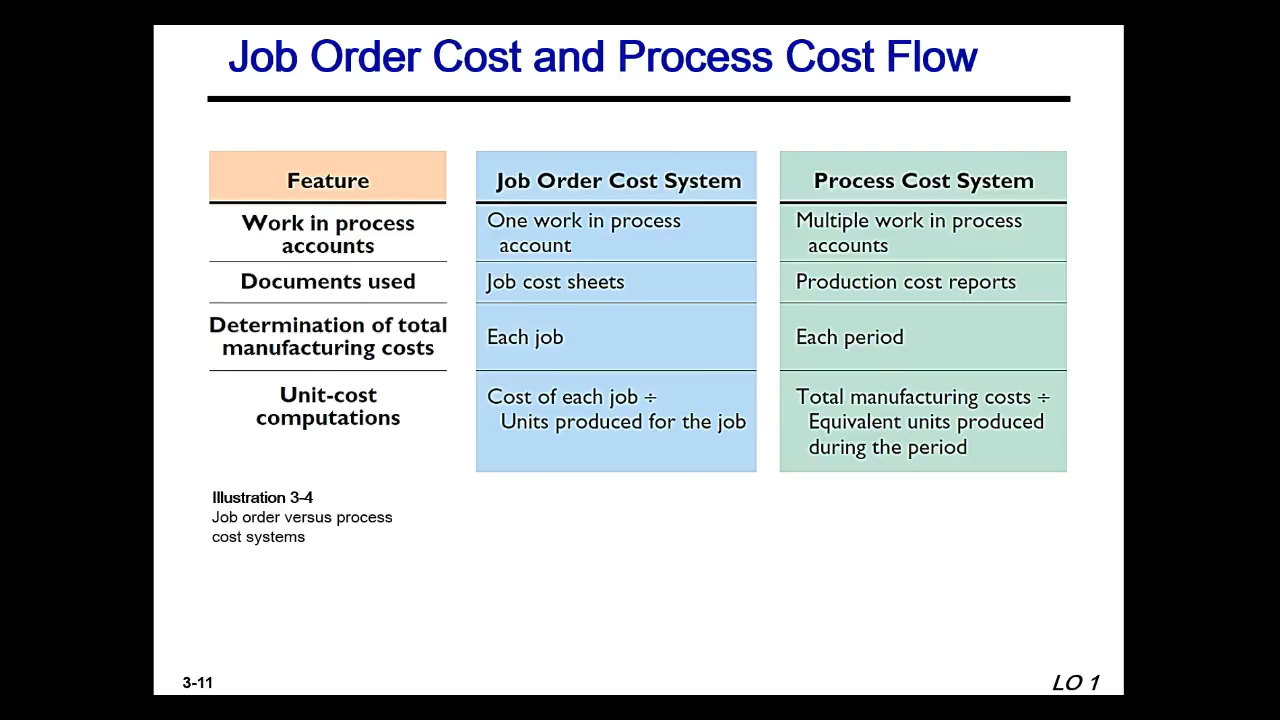 Job Order Cost and Process Cost Flow
Feature
Job Order Cost System
Process Cost System
Work in process
accounts
One work in process
account
Multiple work in process
accounts
Documents used
Job cost sheets
Production cost reports
Determination of total
manufacturing costs
Each job
Each period
Unit-cost
computations
Cost of each job ÷
Units produced for the job
Total manufacturing costs ÷
Equivalent units produced
during the period
Illustration 3-4
Job order versus process
cost systems
3-11
LO 1